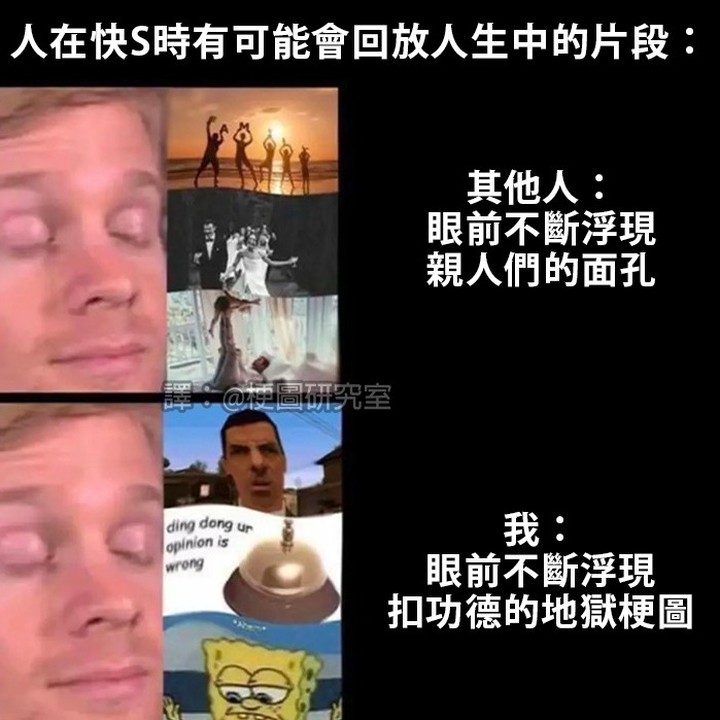 人在快S時有可能會回放人生中的片段：
其他人：
眼前不斷浮現
親人們的面孔
譯：@梗圖研究室
ding dong ur
opinion is
wrong
我：
眼前不斷浮現
扣功德的地獄梗圖